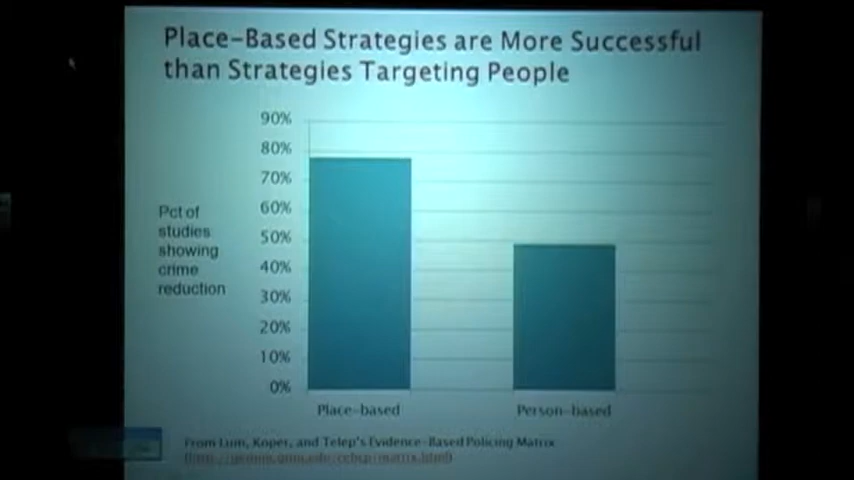 Place-Based Strategies are More Successful
than Strategies Targeting People
90%
80%
70%
60%
50%
40%
30%
20%
10%
0%
Pct of
studies
showing
crime
reduction
Place-based
Person-based
From Lum, Koper, and Telep's Evidence-Based Policing Matrix